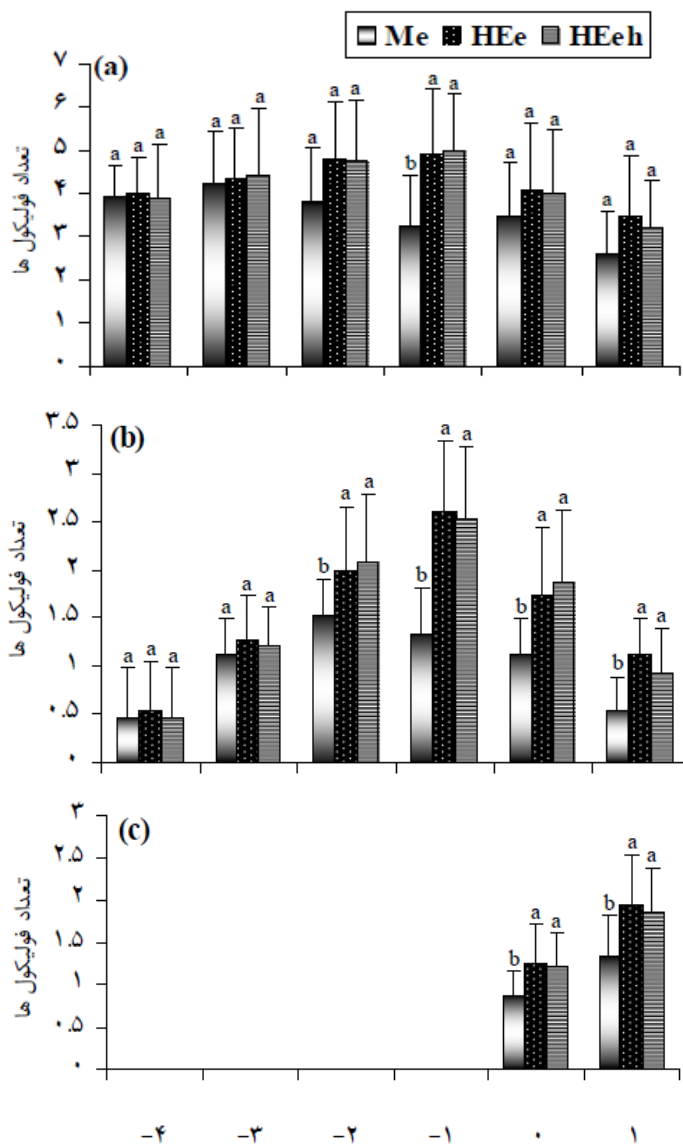 Me HEe HEeh
(a)
تعداد فولیکول ها
۷
۶
۵
۴
۳
۲
۱
۰
a a a a a a a a a b a a a a a a a a
(b)
تعداد فولیکول ها
۳.۵
۳
۲.۵
۲
۱.۵
۱
۰.۵
۰
a a a a a a b a a b a a b a a b a a
(c)
تعداد فولیکول ها
۳
۲.۵
۲
۱.۵
۱
۰.۵
۰
b a a b a a
−۴ −۳ −۲ −۱ ۰ ۱